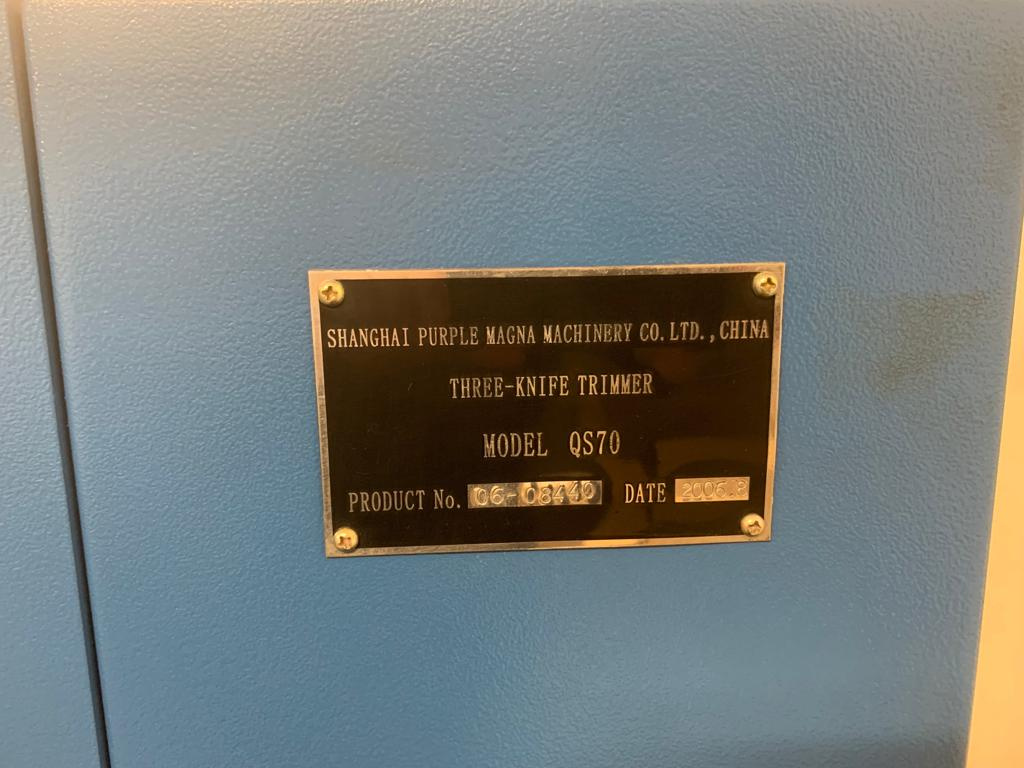 SHANGHAI PURPLE MAGNA MACHINERY CO. LTD., CHINA
THREE-KNIFE TRIMMER
MODEL QS70
PRODUCT No. 06-08440 DATE 2006.8